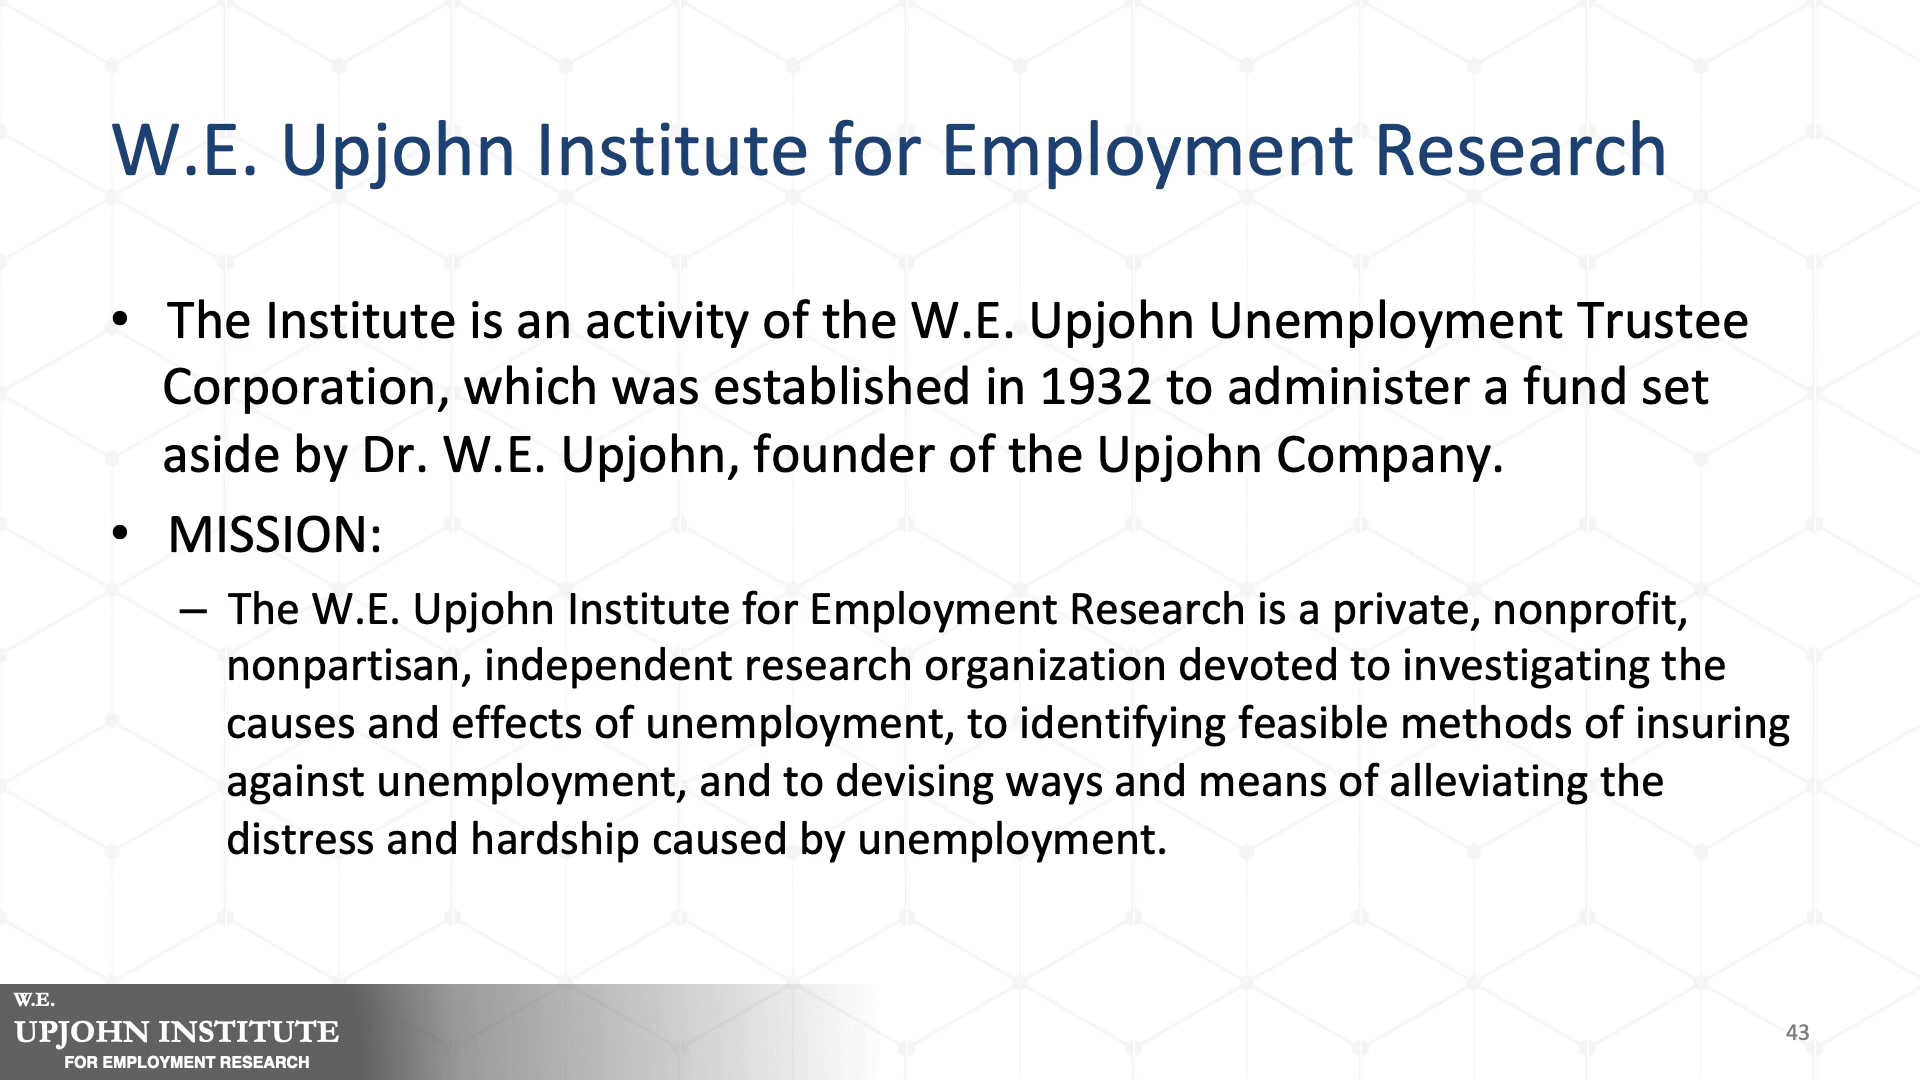 W.E. Upjohn Institute for Employment Research
• The Institute is an activity of the W.E. Upjohn Unemployment Trustee
Corporation, which was established in 1932 to administer a fund set
aside by Dr. W.E. Upjohn, founder of the Upjohn Company.
• MISSION:
– The W.E. Upjohn Institute for Employment Research is a private, nonprofit,
nonpartisan, independent research organization devoted to investigating the
causes and effects of unemployment, to identifying feasible methods of insuring
against unemployment, and to devising ways and means of alleviating the
distress and hardship caused by unemployment.
W.E.
UPJOHN INSTITUTE
FOR EMPLOYMENT RESEARCH
43